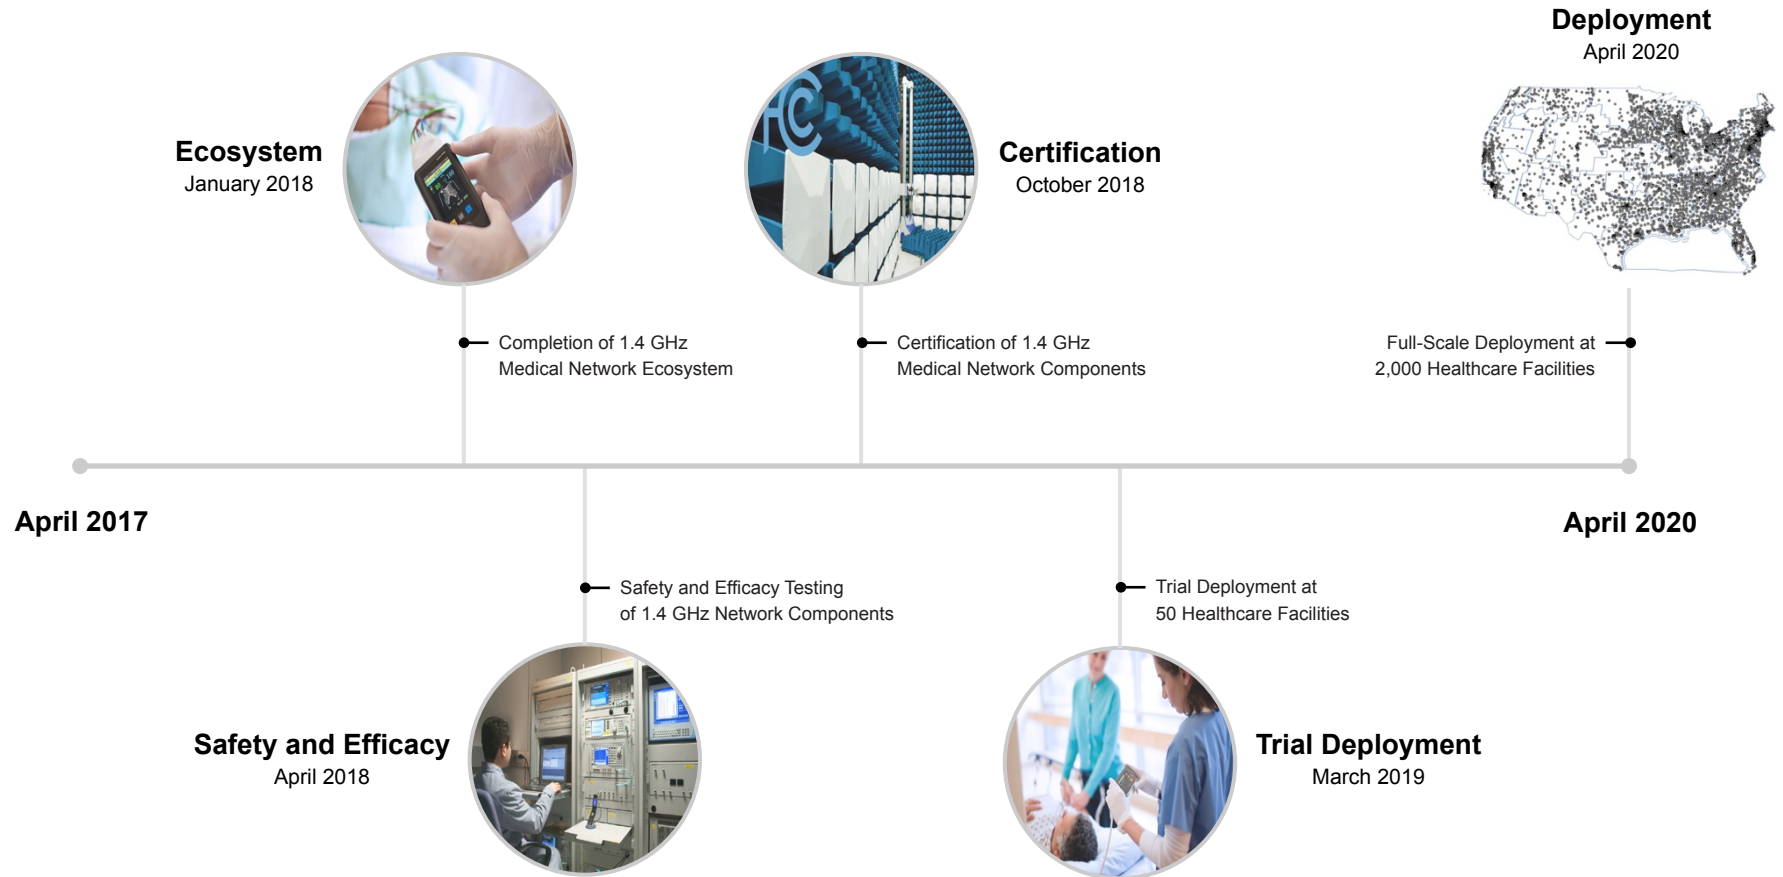 Deployment
April 2020
Ecosystem
January 2018
Certification
October 2018
FCC
Completion of 1.4 GHz
Medical Network Ecosystem
Certification of 1.4 GHz
Medical Network Components
Full-Scale Deployment at
2,000 Healthcare Facilities
April 2017
April 2020
Safety and Efficacy Testing
of 1.4 GHz Network Components
Trial Deployment at
50 Healthcare Facilities
Safety and Efficacy
April 2018
Trial Deployment
March 2019